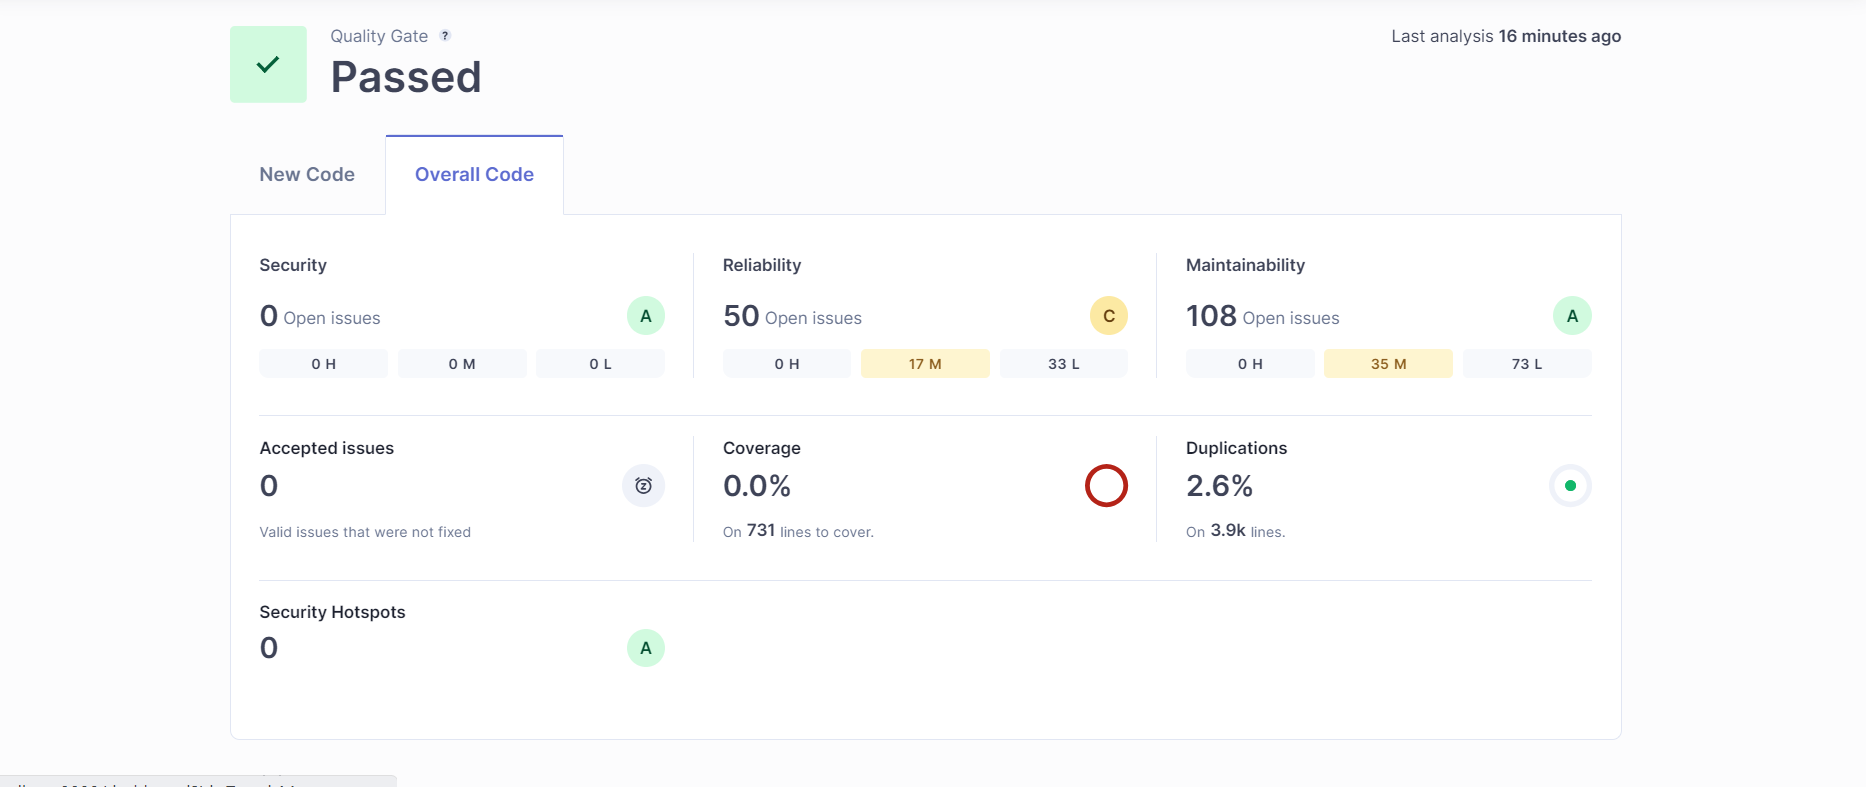 Quality Gate ?
Passed
Last analysis 16 minutes ago
New Code
Overall Code
Security
0 Open issues
A
0 H
0 M
0 L
Reliability
50 Open issues
C
0 H
17 M
33 L
Maintainability
108 Open issues
A
0 H
35 M
73 L
Accepted issues
0
Valid issues that were not fixed
Coverage
0.0%
On 731 lines to cover.
Duplications
2.6%
On 3.9k lines.
Security Hotspots
0
A